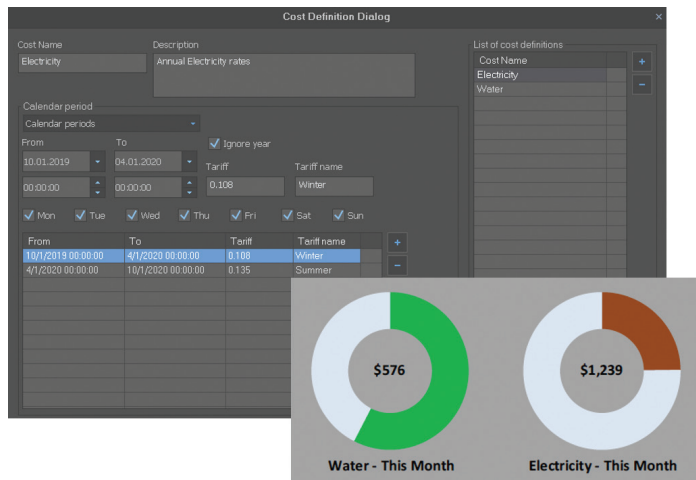 Cost Definition Dialog
×
Cost Name Description
Electricity Annual Electricity rates
List of cost definitions
Cost Name
Electricity
Water
+
−
Calendar period
Calendar periods
From To Ignore year
10.01.2019 04.01.2020 Tariff Tariff name
00:00:00 00:00:00 0.108 Winter
Mon Tue Wed Thu Fri Sat Sun
From To Tariff Tariff name
10/1/2019 00:00:00 4/1/2020 00:00:00 0.108 Winter
4/1/2020 00:00:00 10/1/2020 00:00:00 0.135 Summer
+
−
$576 $1,239
Water - This Month Electricity - This Month